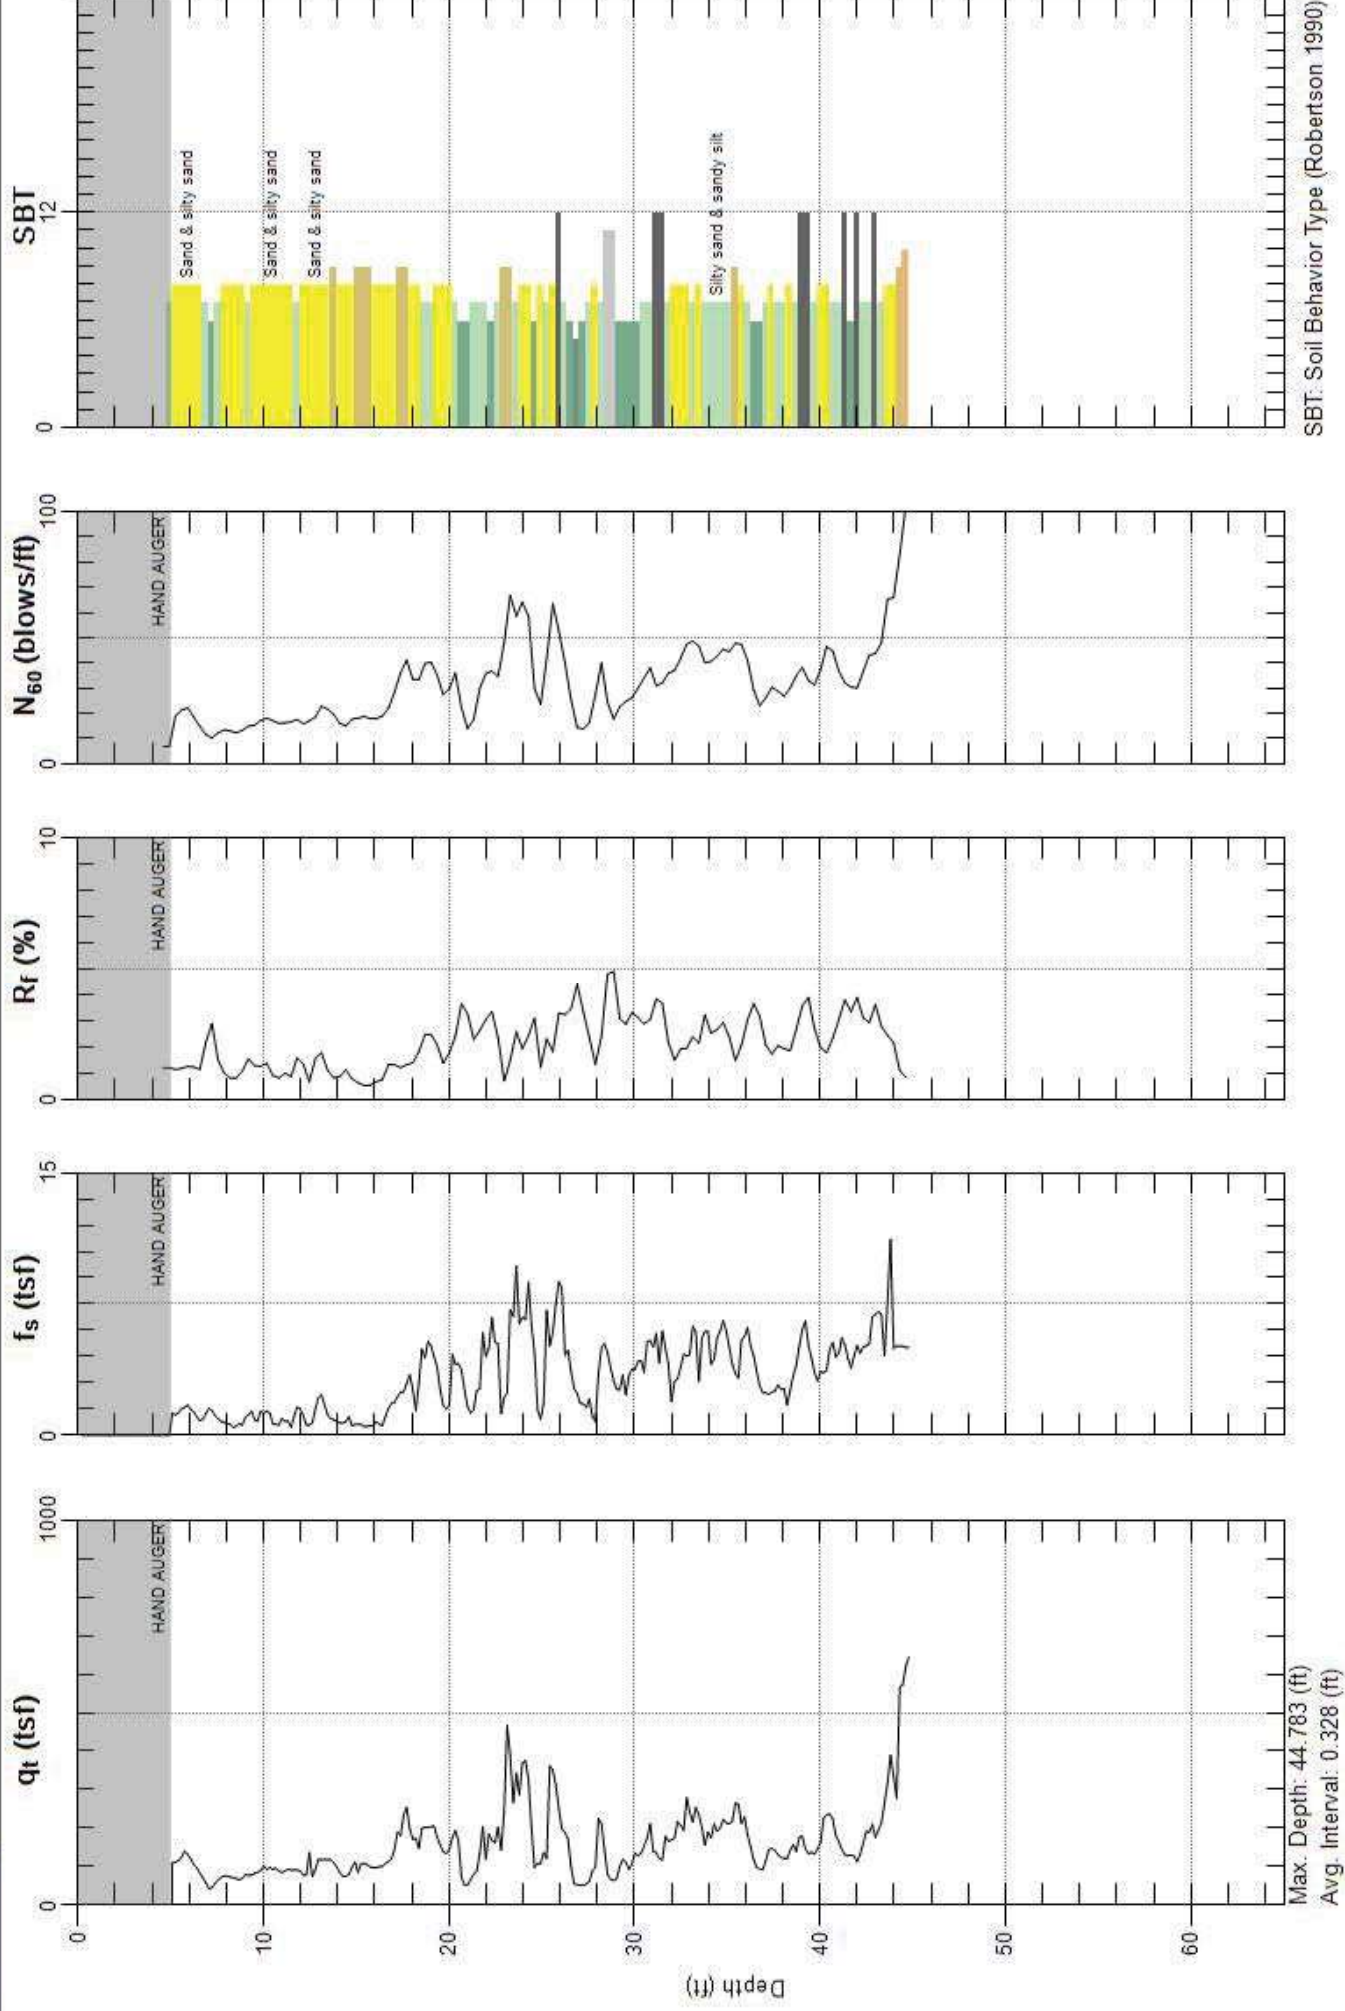 qt (tsf)
fs (tsf)
Rf (%)
N60 (blows/ft)
SBT
0
1000
0
15
0
10
0
100
0
12
HAND AUGER
HAND AUGER
HAND AUGER
HAND AUGER
Sand & silty sand
Sand & silty sand
Sand & silty sand
Silty sand & sandy silt
0
10
20
30
40
50
60
Depth (ft)
Max. Depth: 44.783 (ft)
Avg. Interval: 0.328 (ft)
SBT: Soil Behavior Type (Robertson 1990)